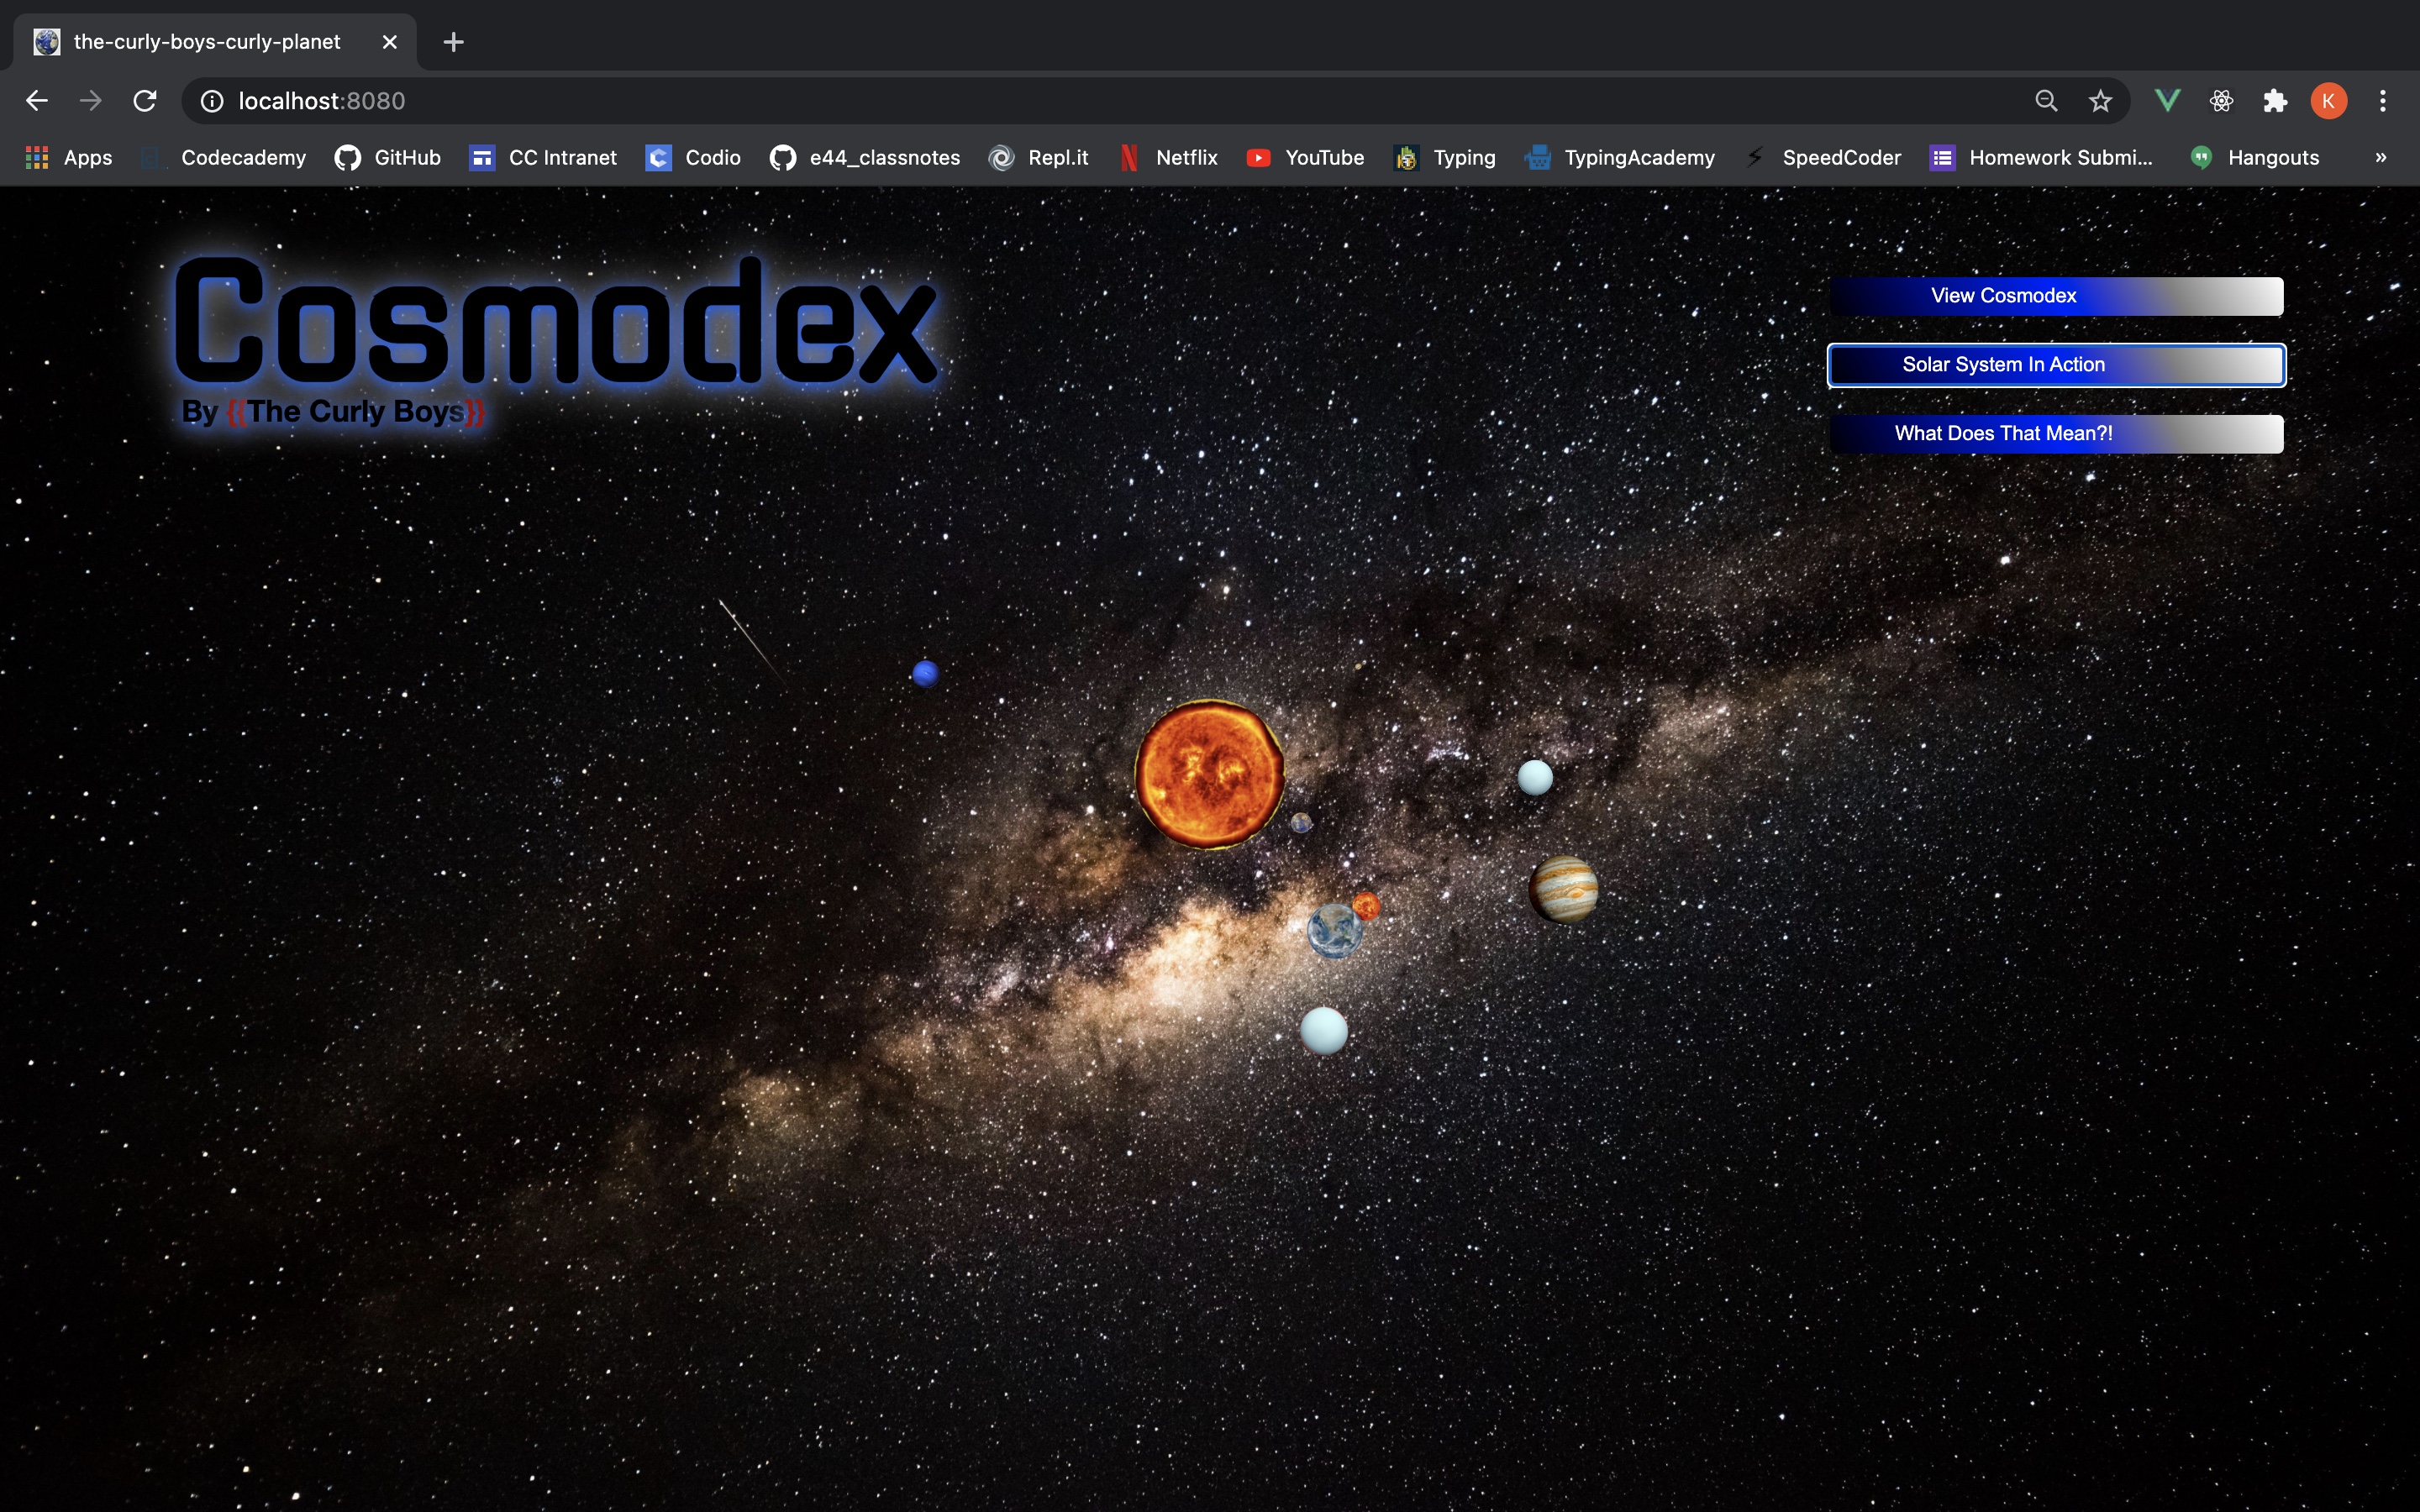 the-curly-boys-curly-planet
localhost:8080
K
Apps Codecademy GitHub CC Intranet Codio e44_classnotes Repl.it Netflix YouTube Typing TypingAcademy SpeedCoder Homework Submi... Hangouts »
Cosmodex
By {{The Curly Boys}}
View Cosmodex
Solar System In Action
What Does That Mean?!